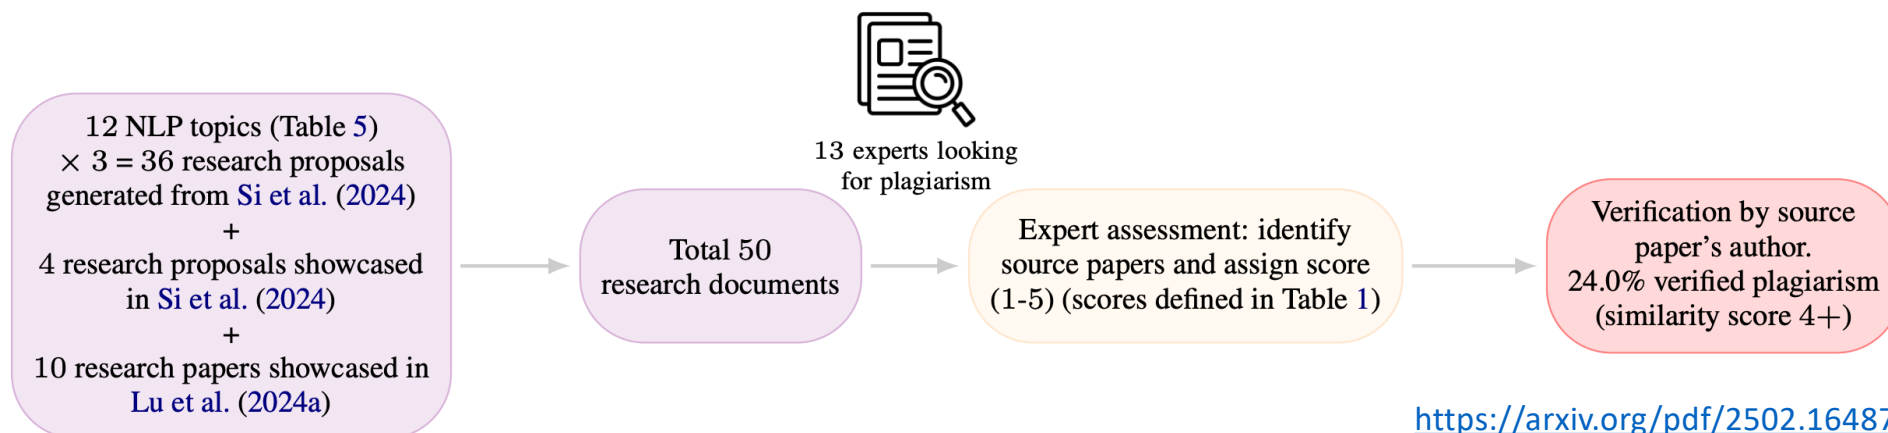 12 NLP topics (Table 5)
× 3 = 36 research proposals
generated from Si et al. (2024)
+
4 research proposals showcased
in Si et al. (2024)
+
10 research papers showcased in
Lu et al. (2024a)
Total 50
research documents
13 experts looking
for plagiarism
Expert assessment: identify
source papers and assign score
(1-5) (scores defined in Table 1)
Verification by source
paper's author.
24.0% verified plagiarism
(similarity score 4+)
https://arxiv.org/pdf/2502.16487